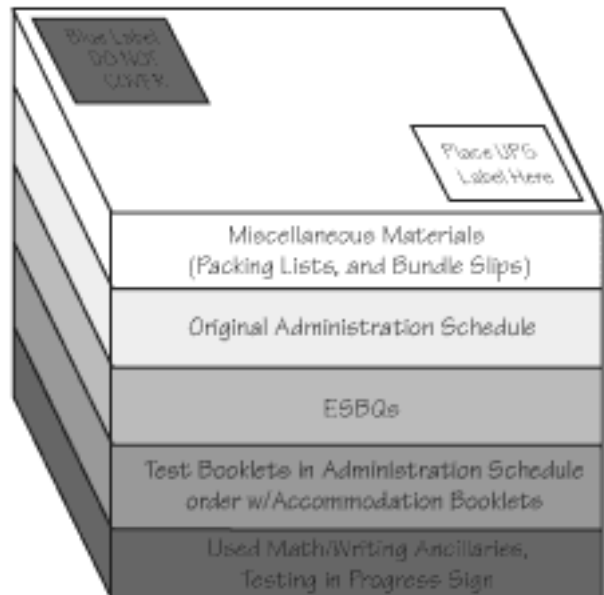 Blue Label
DO NOT
COVER
Place UPS
Label Here
Miscellaneous Materials
(Packing Lists, and Bundle Slips)
Original Administration Schedule
ESBQs
Test Booklets in Administration Schedule
order w/Accommodation Booklets
Used Math/Writing Ancillaries,
Testing in Progress Sign